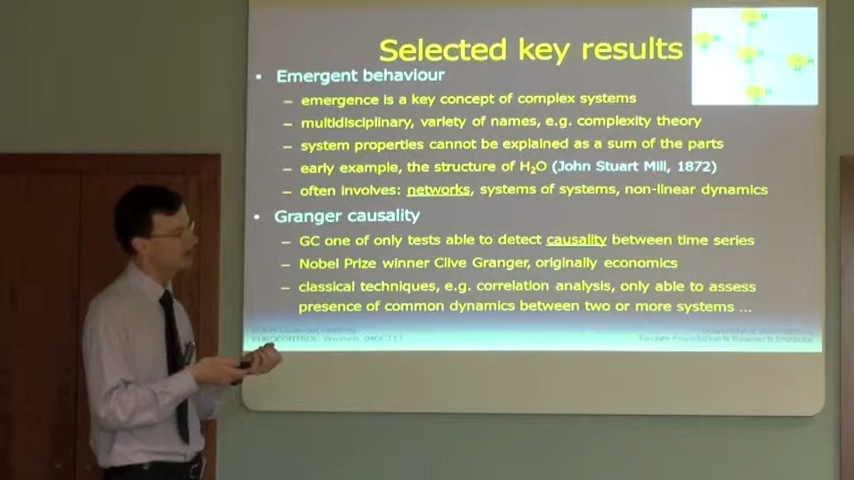 Selected key results
• Emergent behaviour
– emergence is a key concept of complex systems
– multidisciplinary, variety of names, e.g. complexity theory
– system properties cannot be explained as a sum of the parts
– early example, the structure of H₂O (John Stuart Mill, 1872)
– often involves: networks, systems of systems, non-linear dynamics
• Granger causality
– GC one of only tests able to detect causality between time series
– Nobel Prize winner Clive Granger, originally economics
– classical techniques, e.g. correlation analysis, only able to assess
presence of common dynamics between two or more systems ...
EUROCONTROL, Brussels (04OCT11)
Foundation & Research Institute